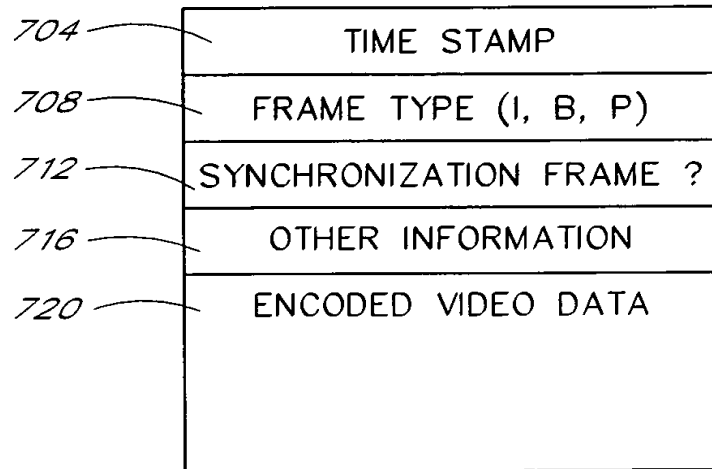 704 TIME STAMP
708 FRAME TYPE (I, B, P)
712 SYNCHRONIZATION FRAME ?
716 OTHER INFORMATION
720 ENCODED VIDEO DATA